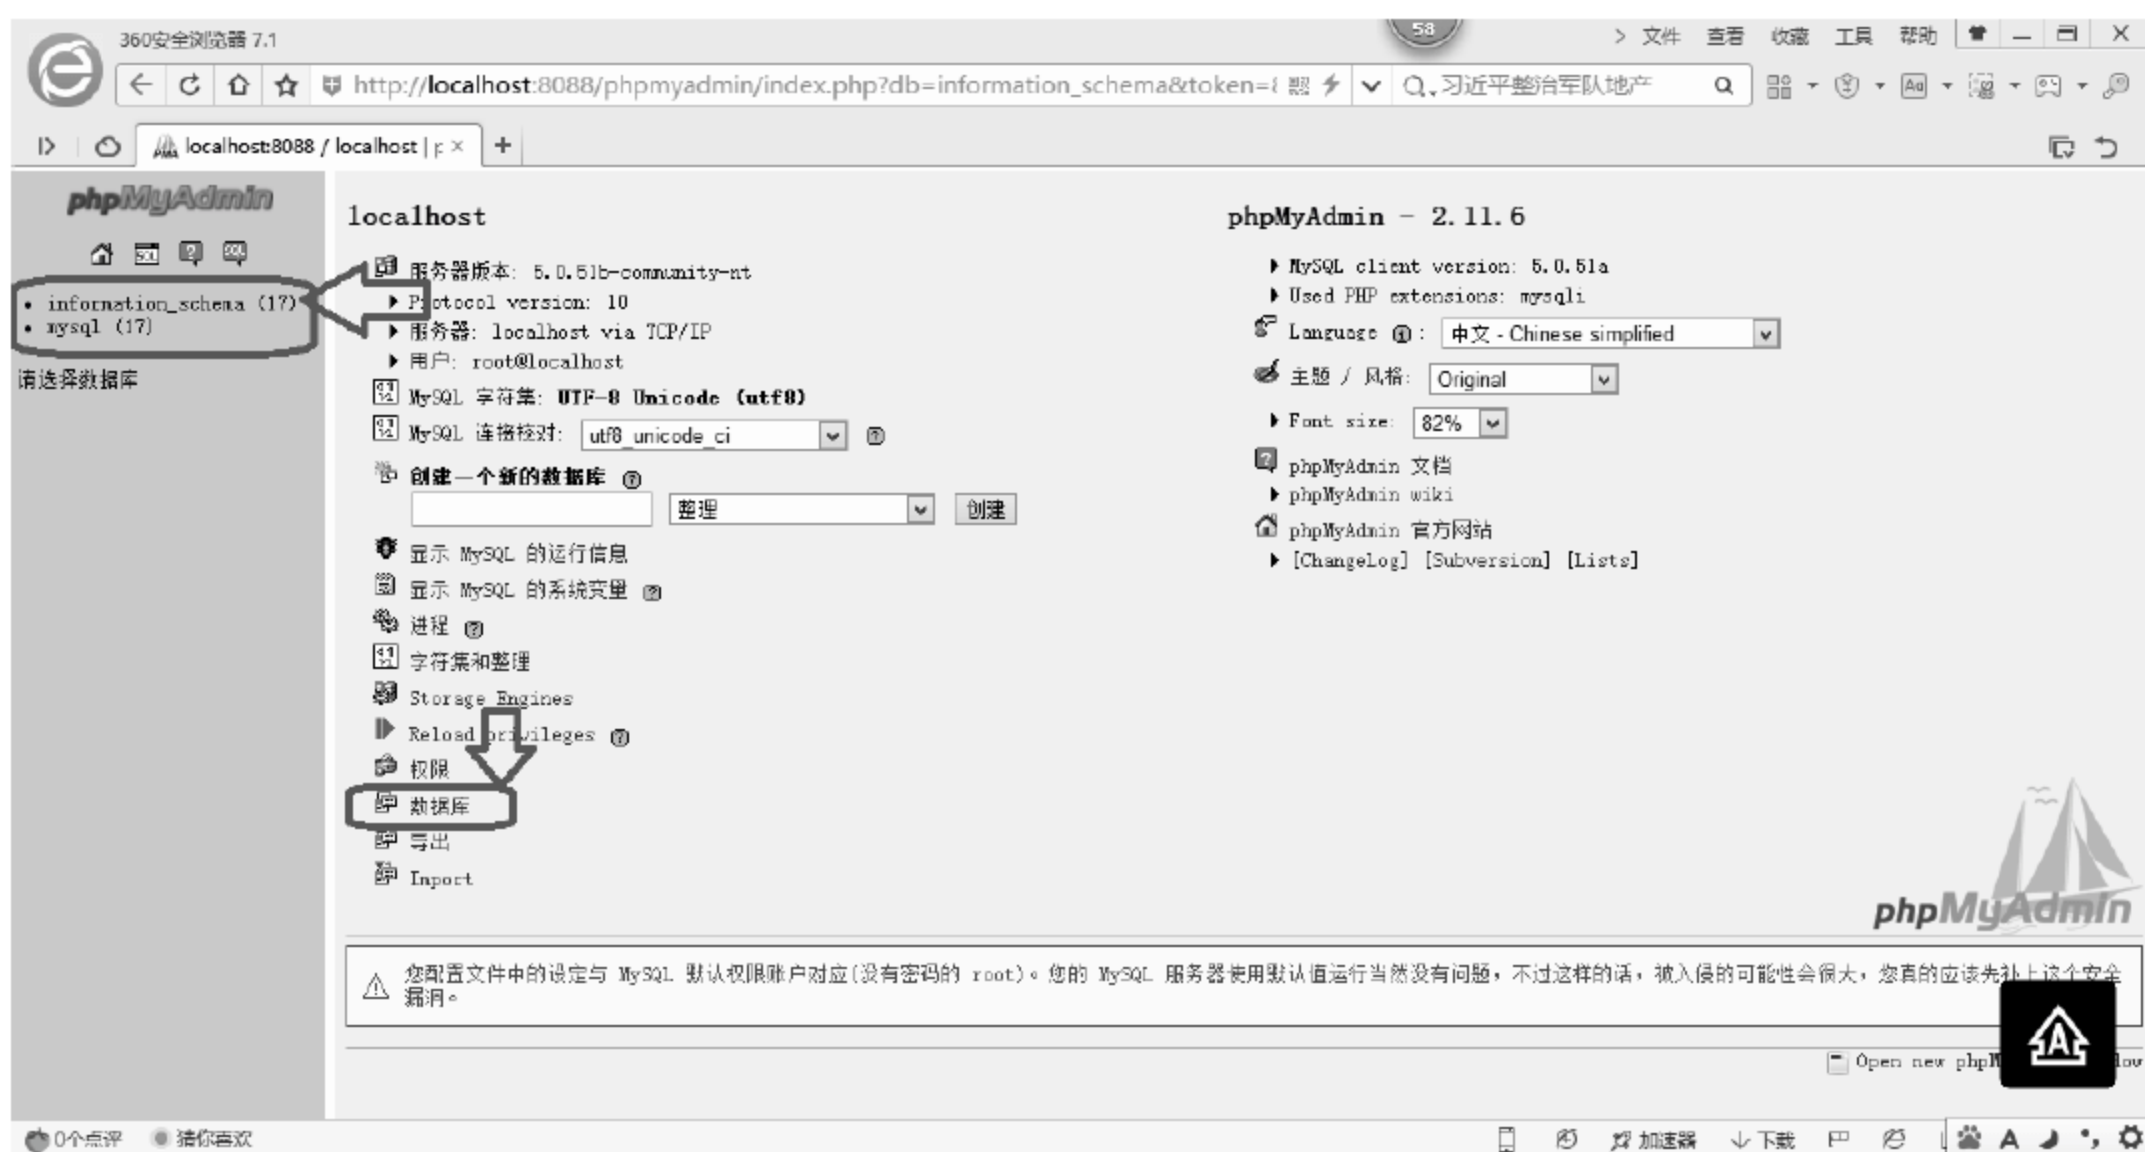 58
360安全浏览器 7.1
文件 查看 收藏 工具 帮助
http://localhost:8088/phpmyadmin/index.php?db=information_schema&token=
习近平整治军队地产
localhost:8088 / localhost | p
phpMyAdmin
information_schema (17)
mysql (17)
请选择数据库
localhost
服务器版本: 5.0.51b-community-nt
Protocol version: 10
服务器: localhost via TCP/IP
用户: root@localhost
MySQL 字符集: UTF-8 Unicode (utf8)
MySQL 连接校对: utf8_unicode_ci
创建一个新的数据库
整理 创建
显示 MySQL 的运行信息
显示 MySQL 的系统变量
进程
字符集和整理
Storage Engines
Reload privileges
权限
数据库
导出
Import
phpMyAdmin - 2.11.6
MySQL client version: 5.0.51a
Used PHP extensions: mysqli
Language : 中文 - Chinese simplified
主题 / 风格: Original
Font size: 82%
phpMyAdmin 文档
phpMyAdmin wiki
phpMyAdmin 官方网站
[ChangeLog] [Subversion] [Lists]
phpMyAdmin
您配置文件中的设定与 MySQL 默认权限账户对应(没有密码的 root)。您的 MySQL 服务器使用默认值运行当然没有问题，不过这样的话，被入侵的可能性会很大，您真的应该先补上这个安全
漏洞。
Open new
0个点评 猜你喜欢
加速器 下载
A